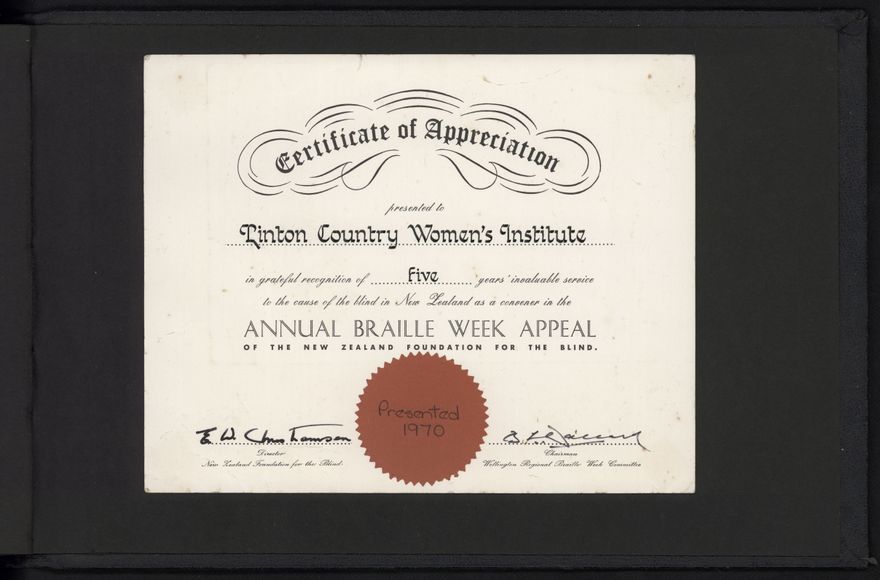 Certificate of Appreciation
presented to
Linton Country Women's Institute
in grateful recognition of five years' invaluable service
to the cause of the blind in New Zealand as a convener in the
ANNUAL BRAILLE WEEK APPEAL
OF THE NEW ZEALAND FOUNDATION FOR THE BLIND.
Presented
1970
E. W.
Director
New Zealand Foundation for the Blind.
Chairman
Wellington Regional Braille Week Committee